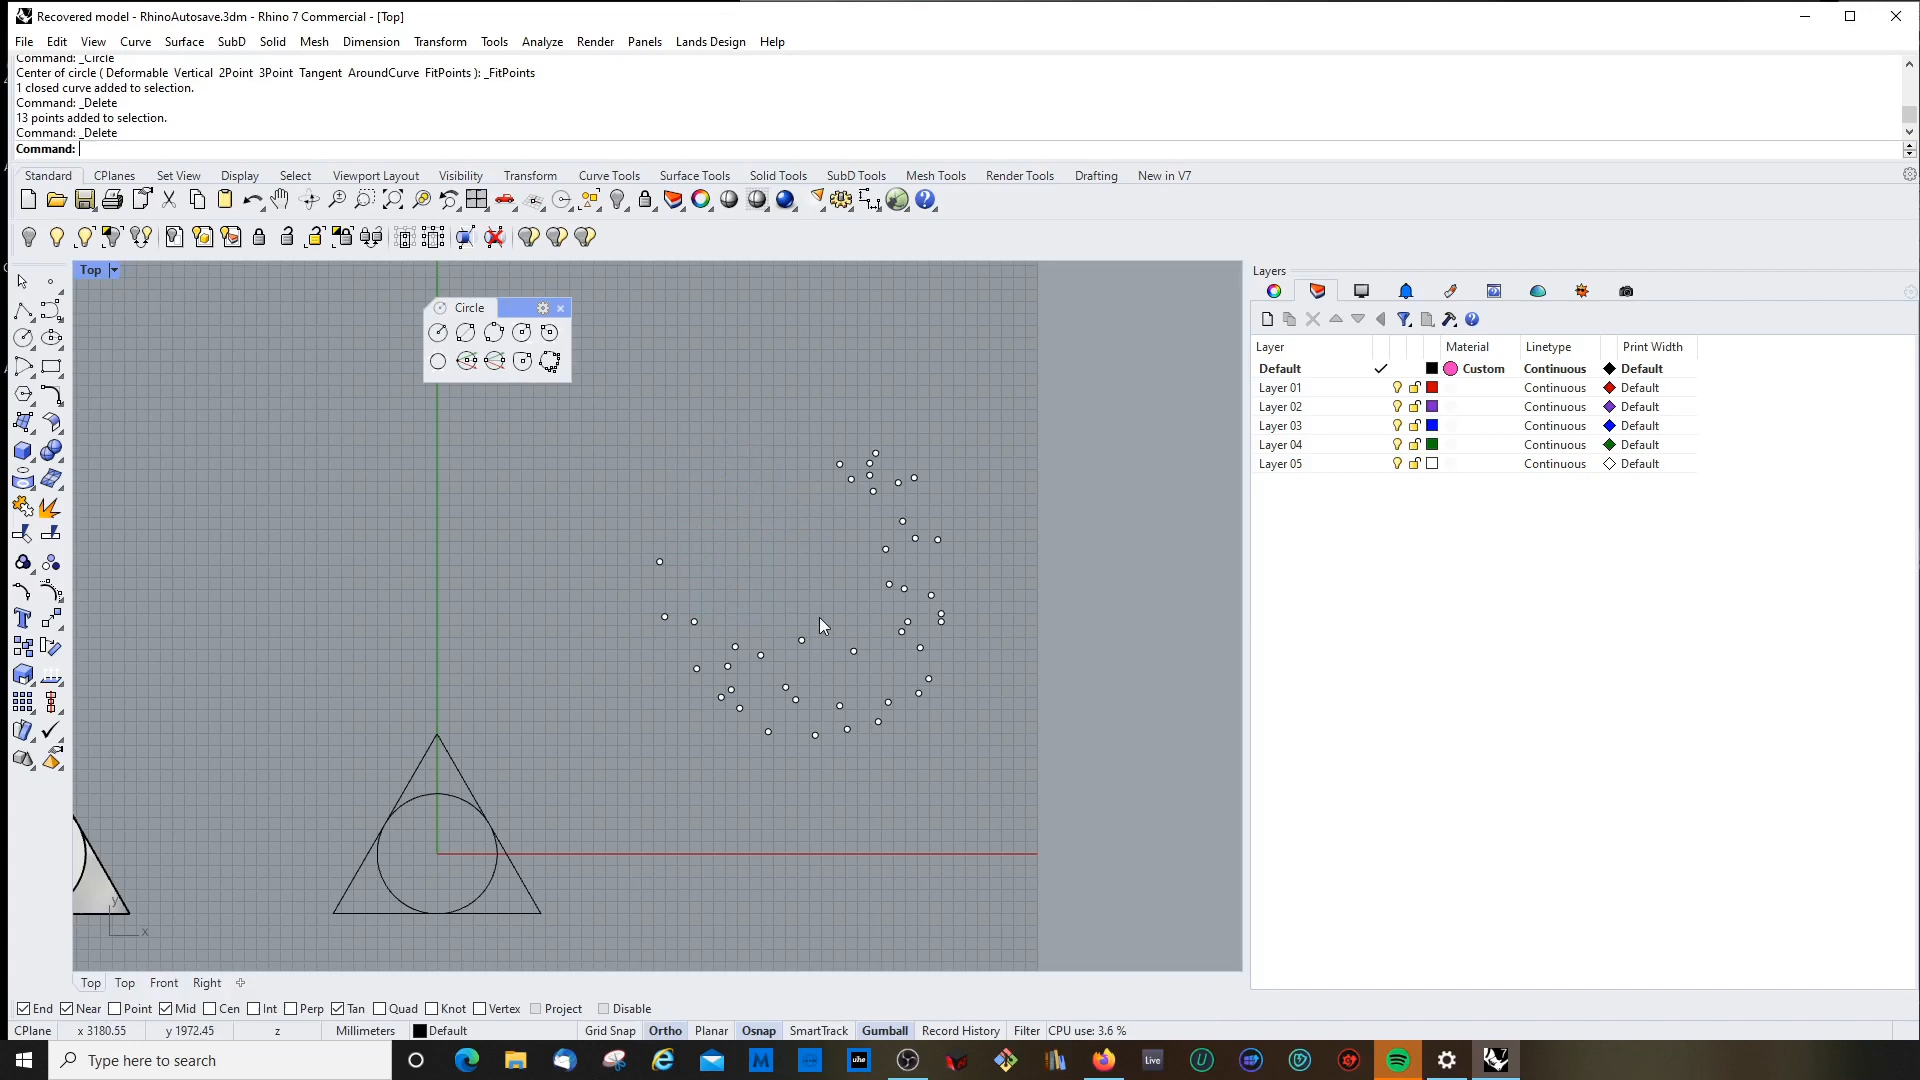 Recovered model - RhinoAutosave.3dm - Rhino 7 Commercial - [Top]
File Edit View Curve Surface SubD Solid Mesh Dimension Transform Tools Analyze Render Panels Lands Design Help
Command: _Circle
Center of circle ( Deformable Vertical 2Point 3Point Tangent AroundCurve FitPoints ): _FitPoints
1 closed curve added to selection.
Command: _Delete
13 points added to selection.
Command: _Delete
Command:
Standard CPlanes Set View Display Select Viewport Layout Visibility Transform Curve Tools Surface Tools Solid Tools SubD Tools Mesh Tools Render Tools Drafting New in V7
Top
Circle
Layers
Layer Material Linetype Print Width
Default Custom Continuous Default
Layer 01 Continuous Default
Layer 02 Continuous Default
Layer 03 Continuous Default
Layer 04 Continuous Default
Layer 05 Continuous Default
y
x
Top Top Front Right
End Near Point Mid Cen Int Perp Tan Quad Knot Vertex Project Disable
CPlane x 3180.55 y 1972.45 z Millimeters Default Grid Snap Ortho Planar Osnap SmartTrack Gumball Record History Filter CPU use: 3.6 %
Type here to search
uhe
Live